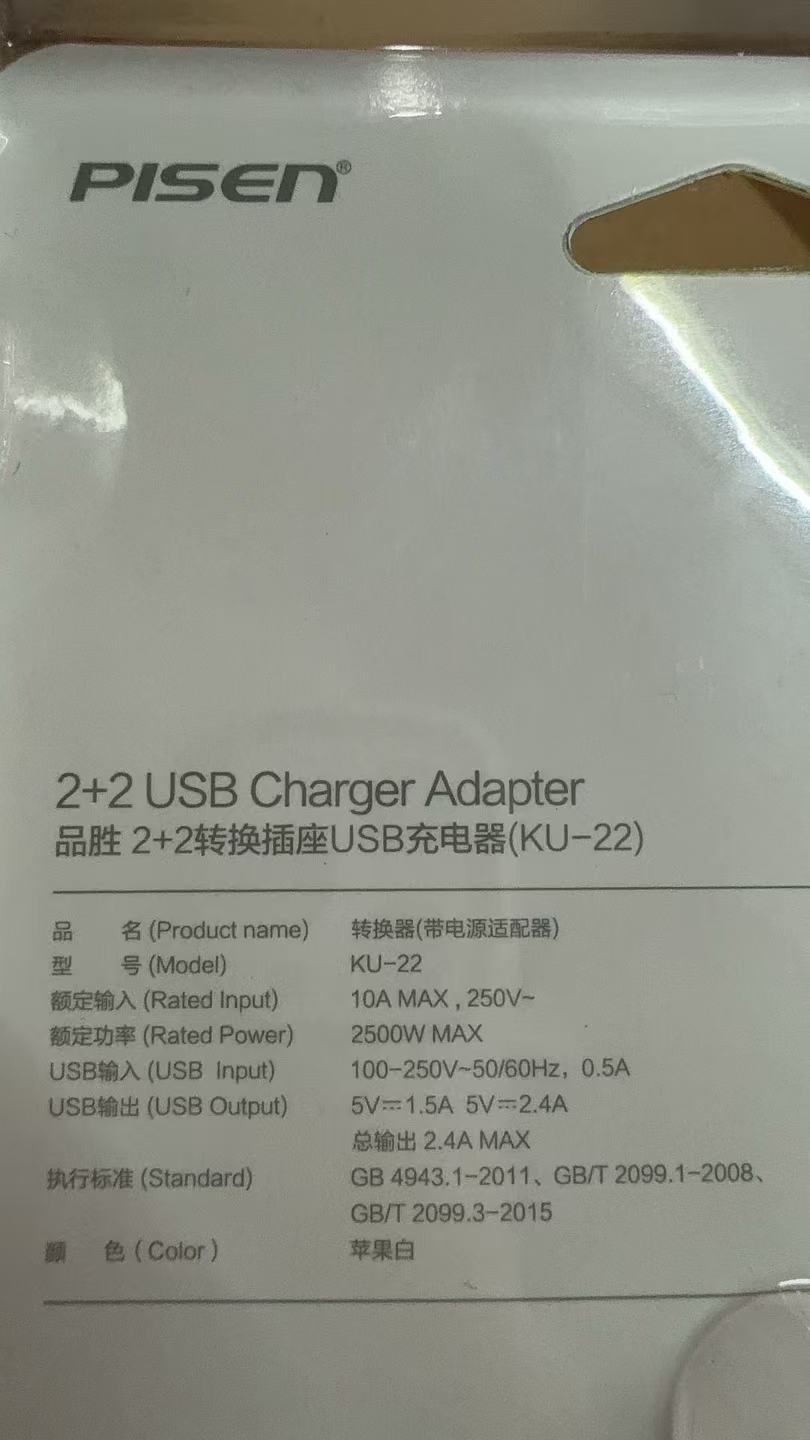 PISEN®
2+2 USB Charger Adapter
品胜 2+2转换插座USB充电器(KU-22)
品 名 (Product name) 转换器(带电源适配器)
型 号 (Model) KU-22
额定输入 (Rated Input) 10A MAX , 250V~
额定功率 (Rated Power) 2500W MAX
USB输入 (USB Input) 100-250V~50/60Hz, 0.5A
USB输出 (USB Output) 5V⎓1.5A 5V⎓2.4A
总输出 2.4A MAX
执行标准 (Standard) GB 4943.1-2011、GB/T 2099.1-2008、
GB/T 2099.3-2015
颜 色 ( Color ) 苹果白